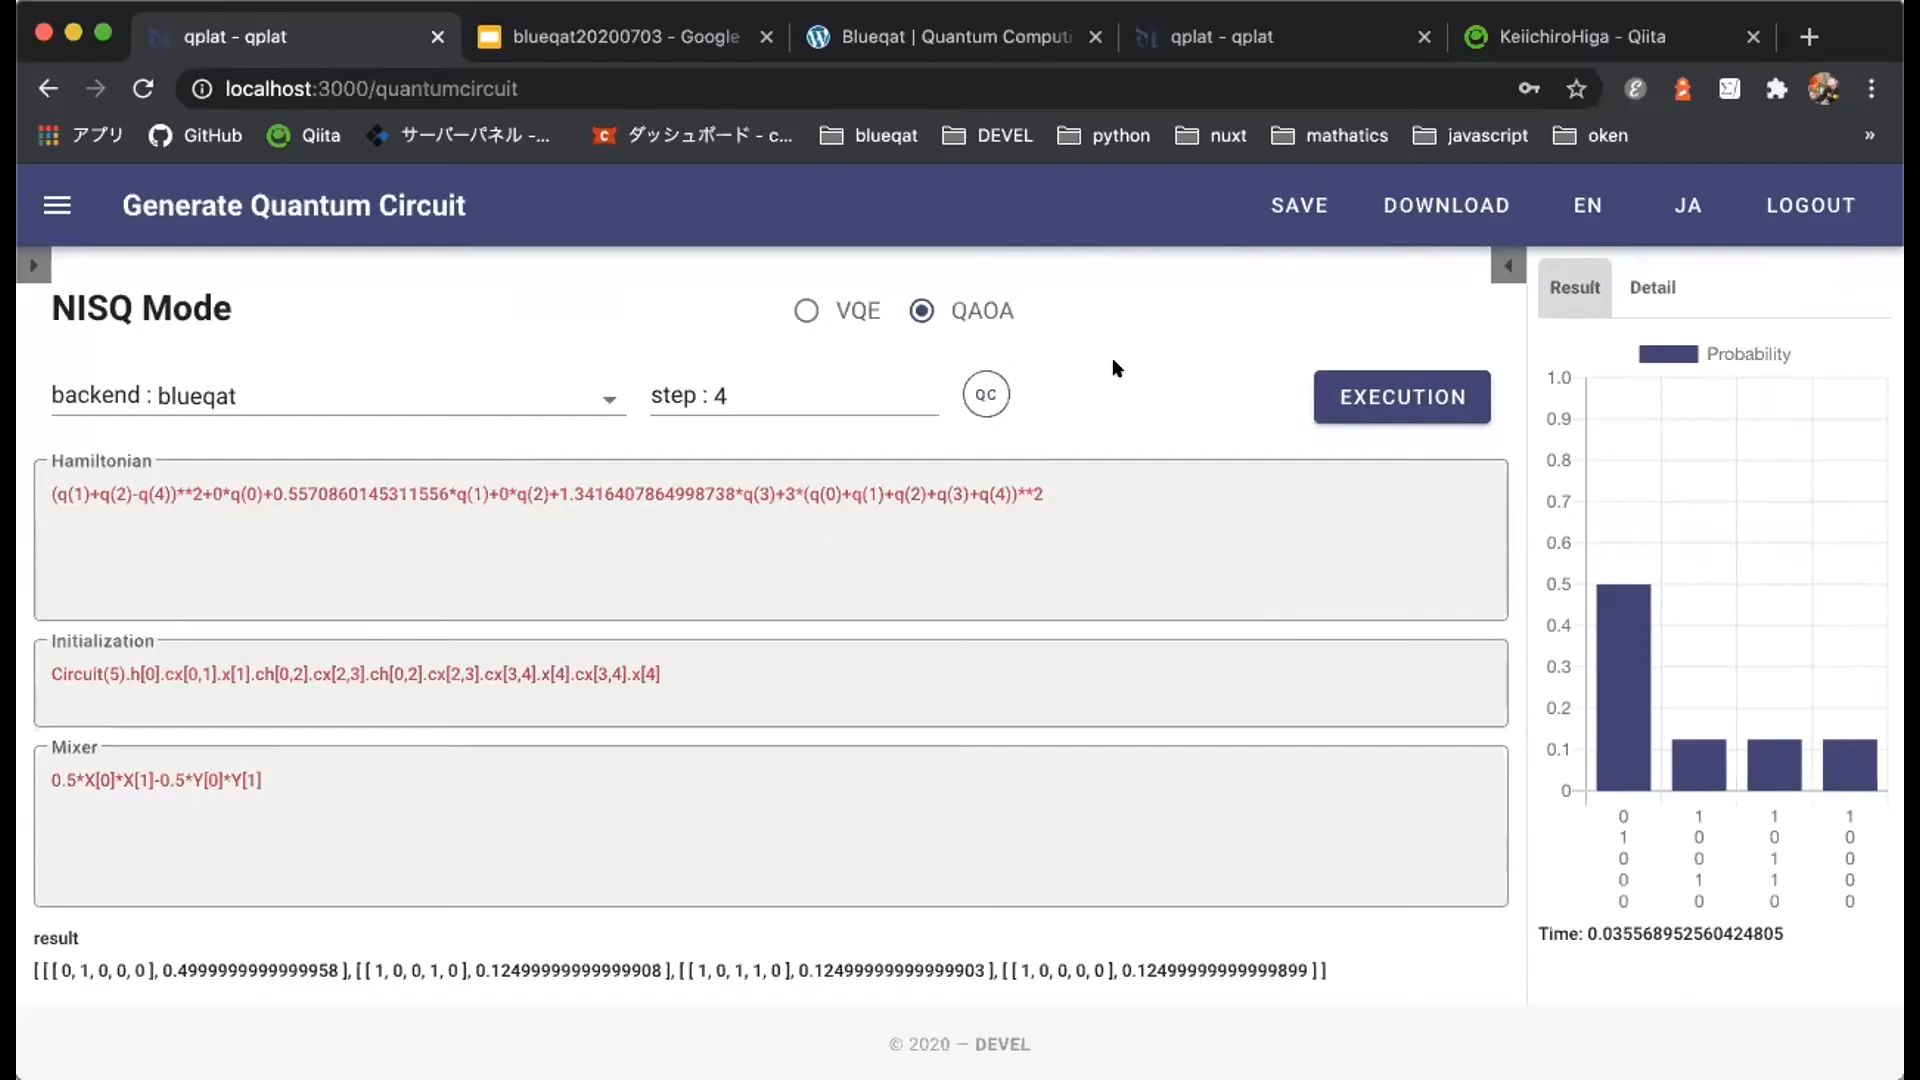 qplat - qplat
blueqat20200703 - Google
Blueqat | Quantum Computi
qplat - qplat
KeiichiroHiga - Qiita
localhost:3000/quantumcircuit
アプリ GitHub Qiita サーバーパネル -... ダッシュボード - c... blueqat DEVEL python nuxt mathatics javascript oken »
Generate Quantum Circuit SAVE DOWNLOAD EN JA LOGOUT
NISQ Mode VQE QAOA
backend : blueqat step : 4 QC EXECUTION
Hamiltonian
(q(1)+q(2)-q(4))**2+0*q(0)+0.5570860145311556*q(1)+0*q(2)+1.3416407864998738*q(3)+3*(q(0)+q(1)+q(2)+q(3)+q(4))**2
Initialization
Circuit(5).h[0].cx[0,1].x[1].ch[0,2].cx[2,3].ch[0,2].cx[2,3].cx[3,4].x[4].cx[3,4].x[4]
Mixer
0.5*X[0]*X[1]-0.5*Y[0]*Y[1]
result
[ [ [ 0, 1, 0, 0, 0 ], 0.4999999999999958 ], [ [ 1, 0, 0, 1, 0 ], 0.12499999999999908 ], [ [ 1, 0, 1, 1, 0 ], 0.12499999999999903 ], [ [ 1, 0, 0, 0, 0 ], 0.12499999999999899 ] ]
Result Detail
Probability
1.0
0.9
0.8
0.7
0.6
0.5
0.4
0.3
0.2
0.1
0
0 1 1 1
1 0 0 0
0 0 1 0
0 1 1 0
0 0 0 0
Time: 0.035568952560424805
© 2020 — DEVEL